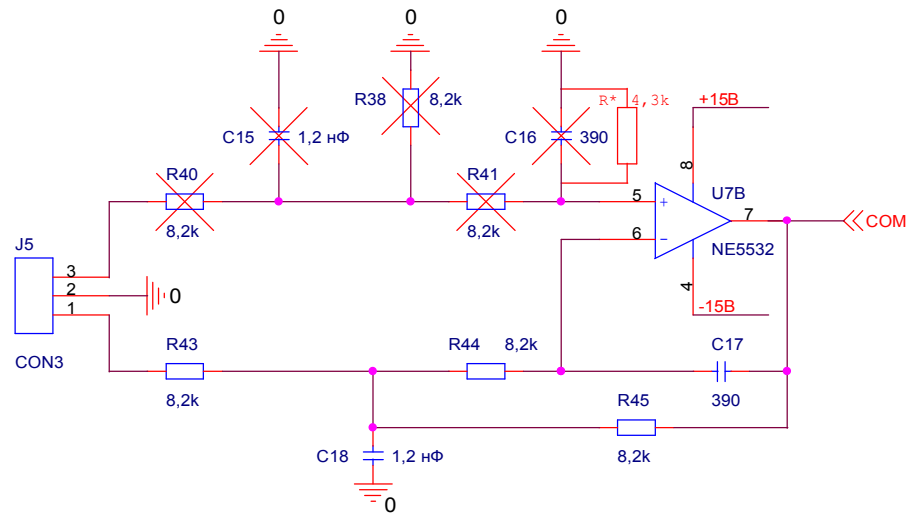 0
0
0
R38
8,2k
R* 4,3k
+15В
C15
1,2 нФ
C16
390
8
R40
R41
5
U7B
+
7
8,2k
8,2k
6
−
COM
J5
NE5532
3
4
2
0
-15В
1
R43
R44
8,2k
C17
CON3
8,2k
390
R45
C18
1,2 нФ
8,2k
0